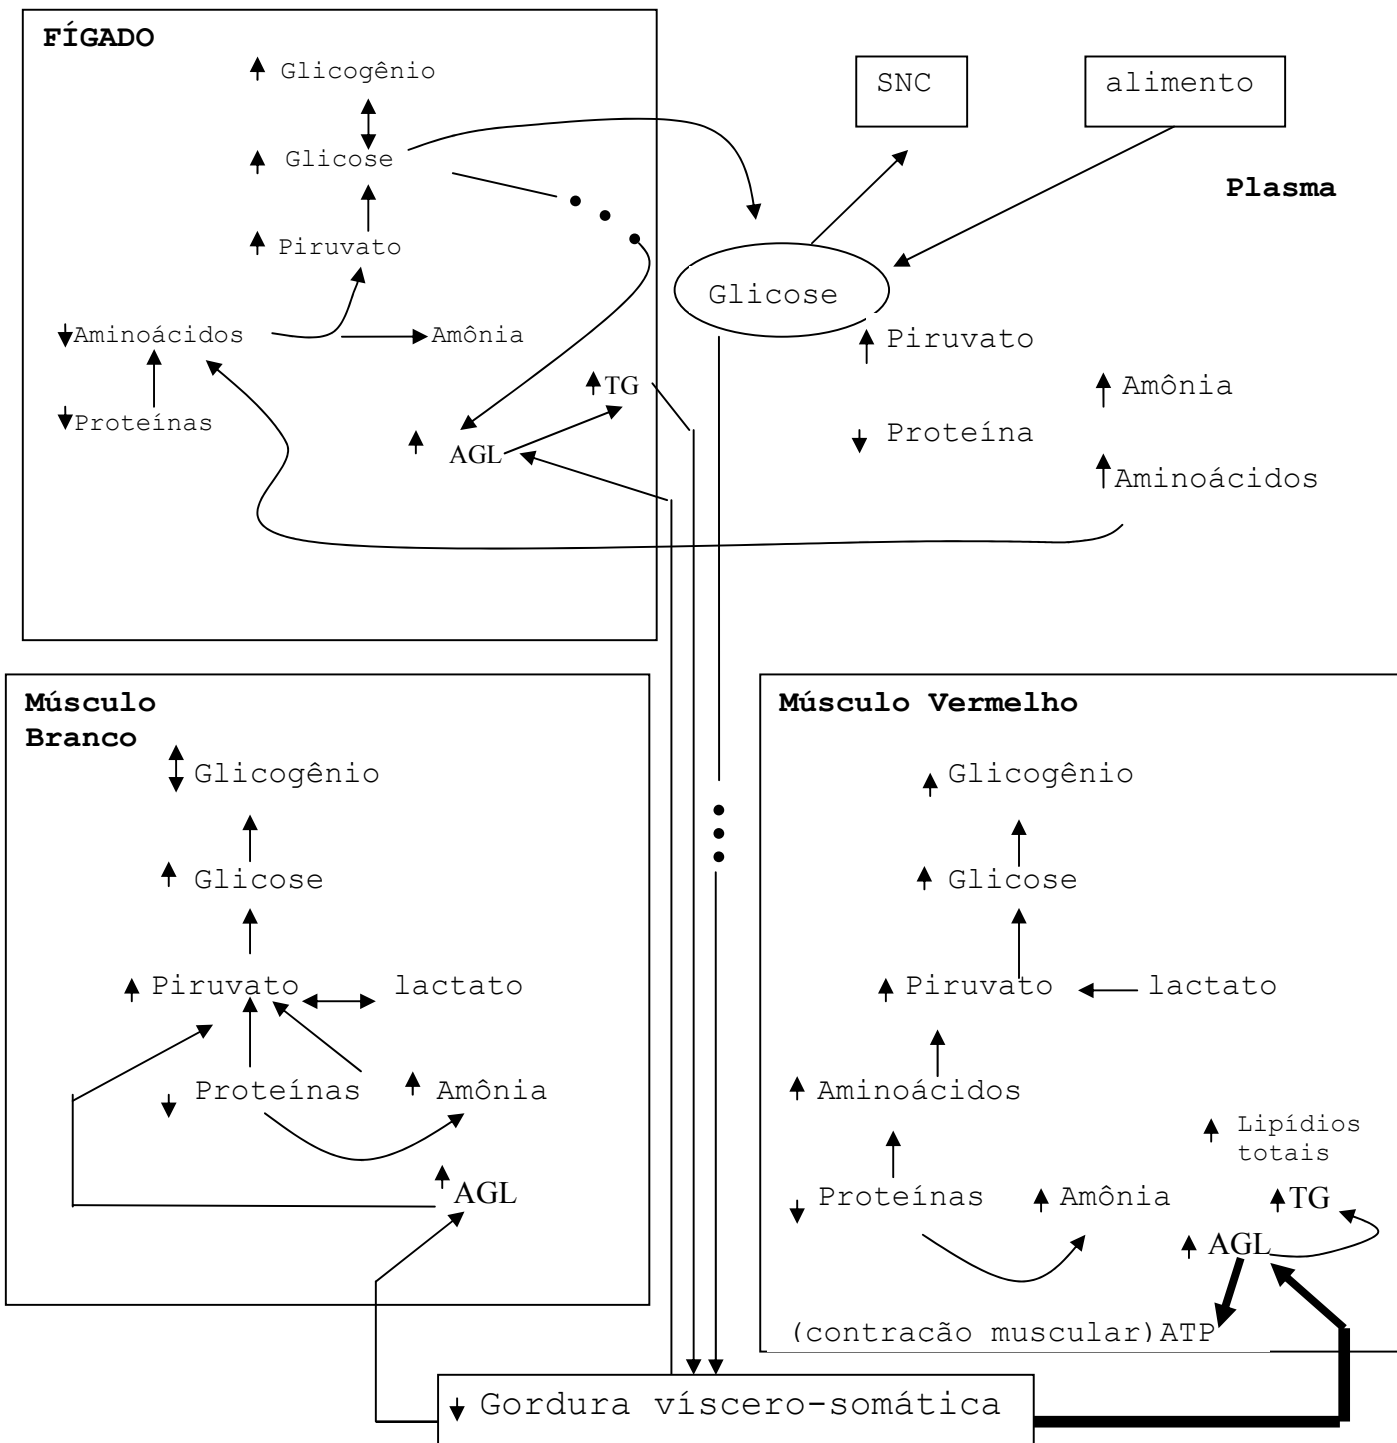 FÍGADO
Glicogênio
Glicose
Piruvato
Aminoácidos
Amônia
Proteínas
TG
AGL
SNC
alimento
Plasma
Glicose
Piruvato
Amônia
Proteína
Aminoácidos
Músculo
Branco
Glicogênio
Glicose
Piruvato
lactato
Proteínas
Amônia
AGL
Músculo Vermelho
Glicogênio
Glicose
Piruvato
lactato
Aminoácidos
Lipídios
totais
Proteínas
Amônia
TG
AGL
(contracão muscular)ATP
Gordura víscero-somática